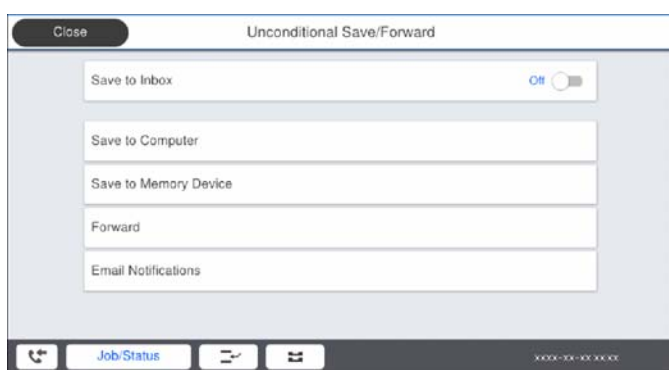 Close
Unconditional Save/Forward
Save to Inbox
Off
Save to Computer
Save to Memory Device
Forward
Email Notifications
Job/Status